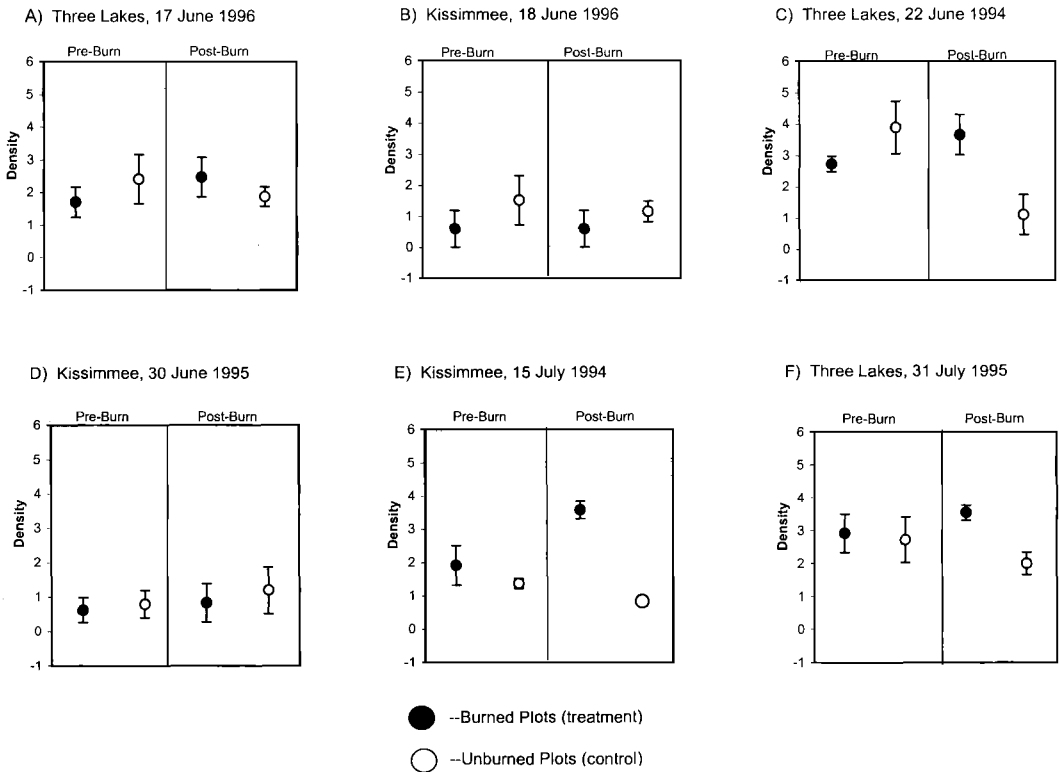 A) Three Lakes, 17 June 1996
Pre-Burn Post-Burn
6
5
4
3
2
1
0
-1
Density
B) Kissimmee, 18 June 1996
Pre-Burn Post-Burn
6
5
4
3
2
1
0
-1
Density
C) Three Lakes, 22 June 1994
Pre-Burn Post-Burn
6
5
4
3
2
1
0
-1
Density
D) Kissimmee, 30 June 1995
Pre-Burn Post-Burn
6
5
4
3
2
1
0
-1
Density
E) Kissimmee, 15 July 1994
Pre-Burn Post-Burn
6
5
4
3
2
1
0
-1
Density
F) Three Lakes, 31 July 1995
Pre-Burn Post-Burn
6
5
4
3
2
1
0
-1
Density
--Burned Plots (treatment)
--Unburned Plots (control)